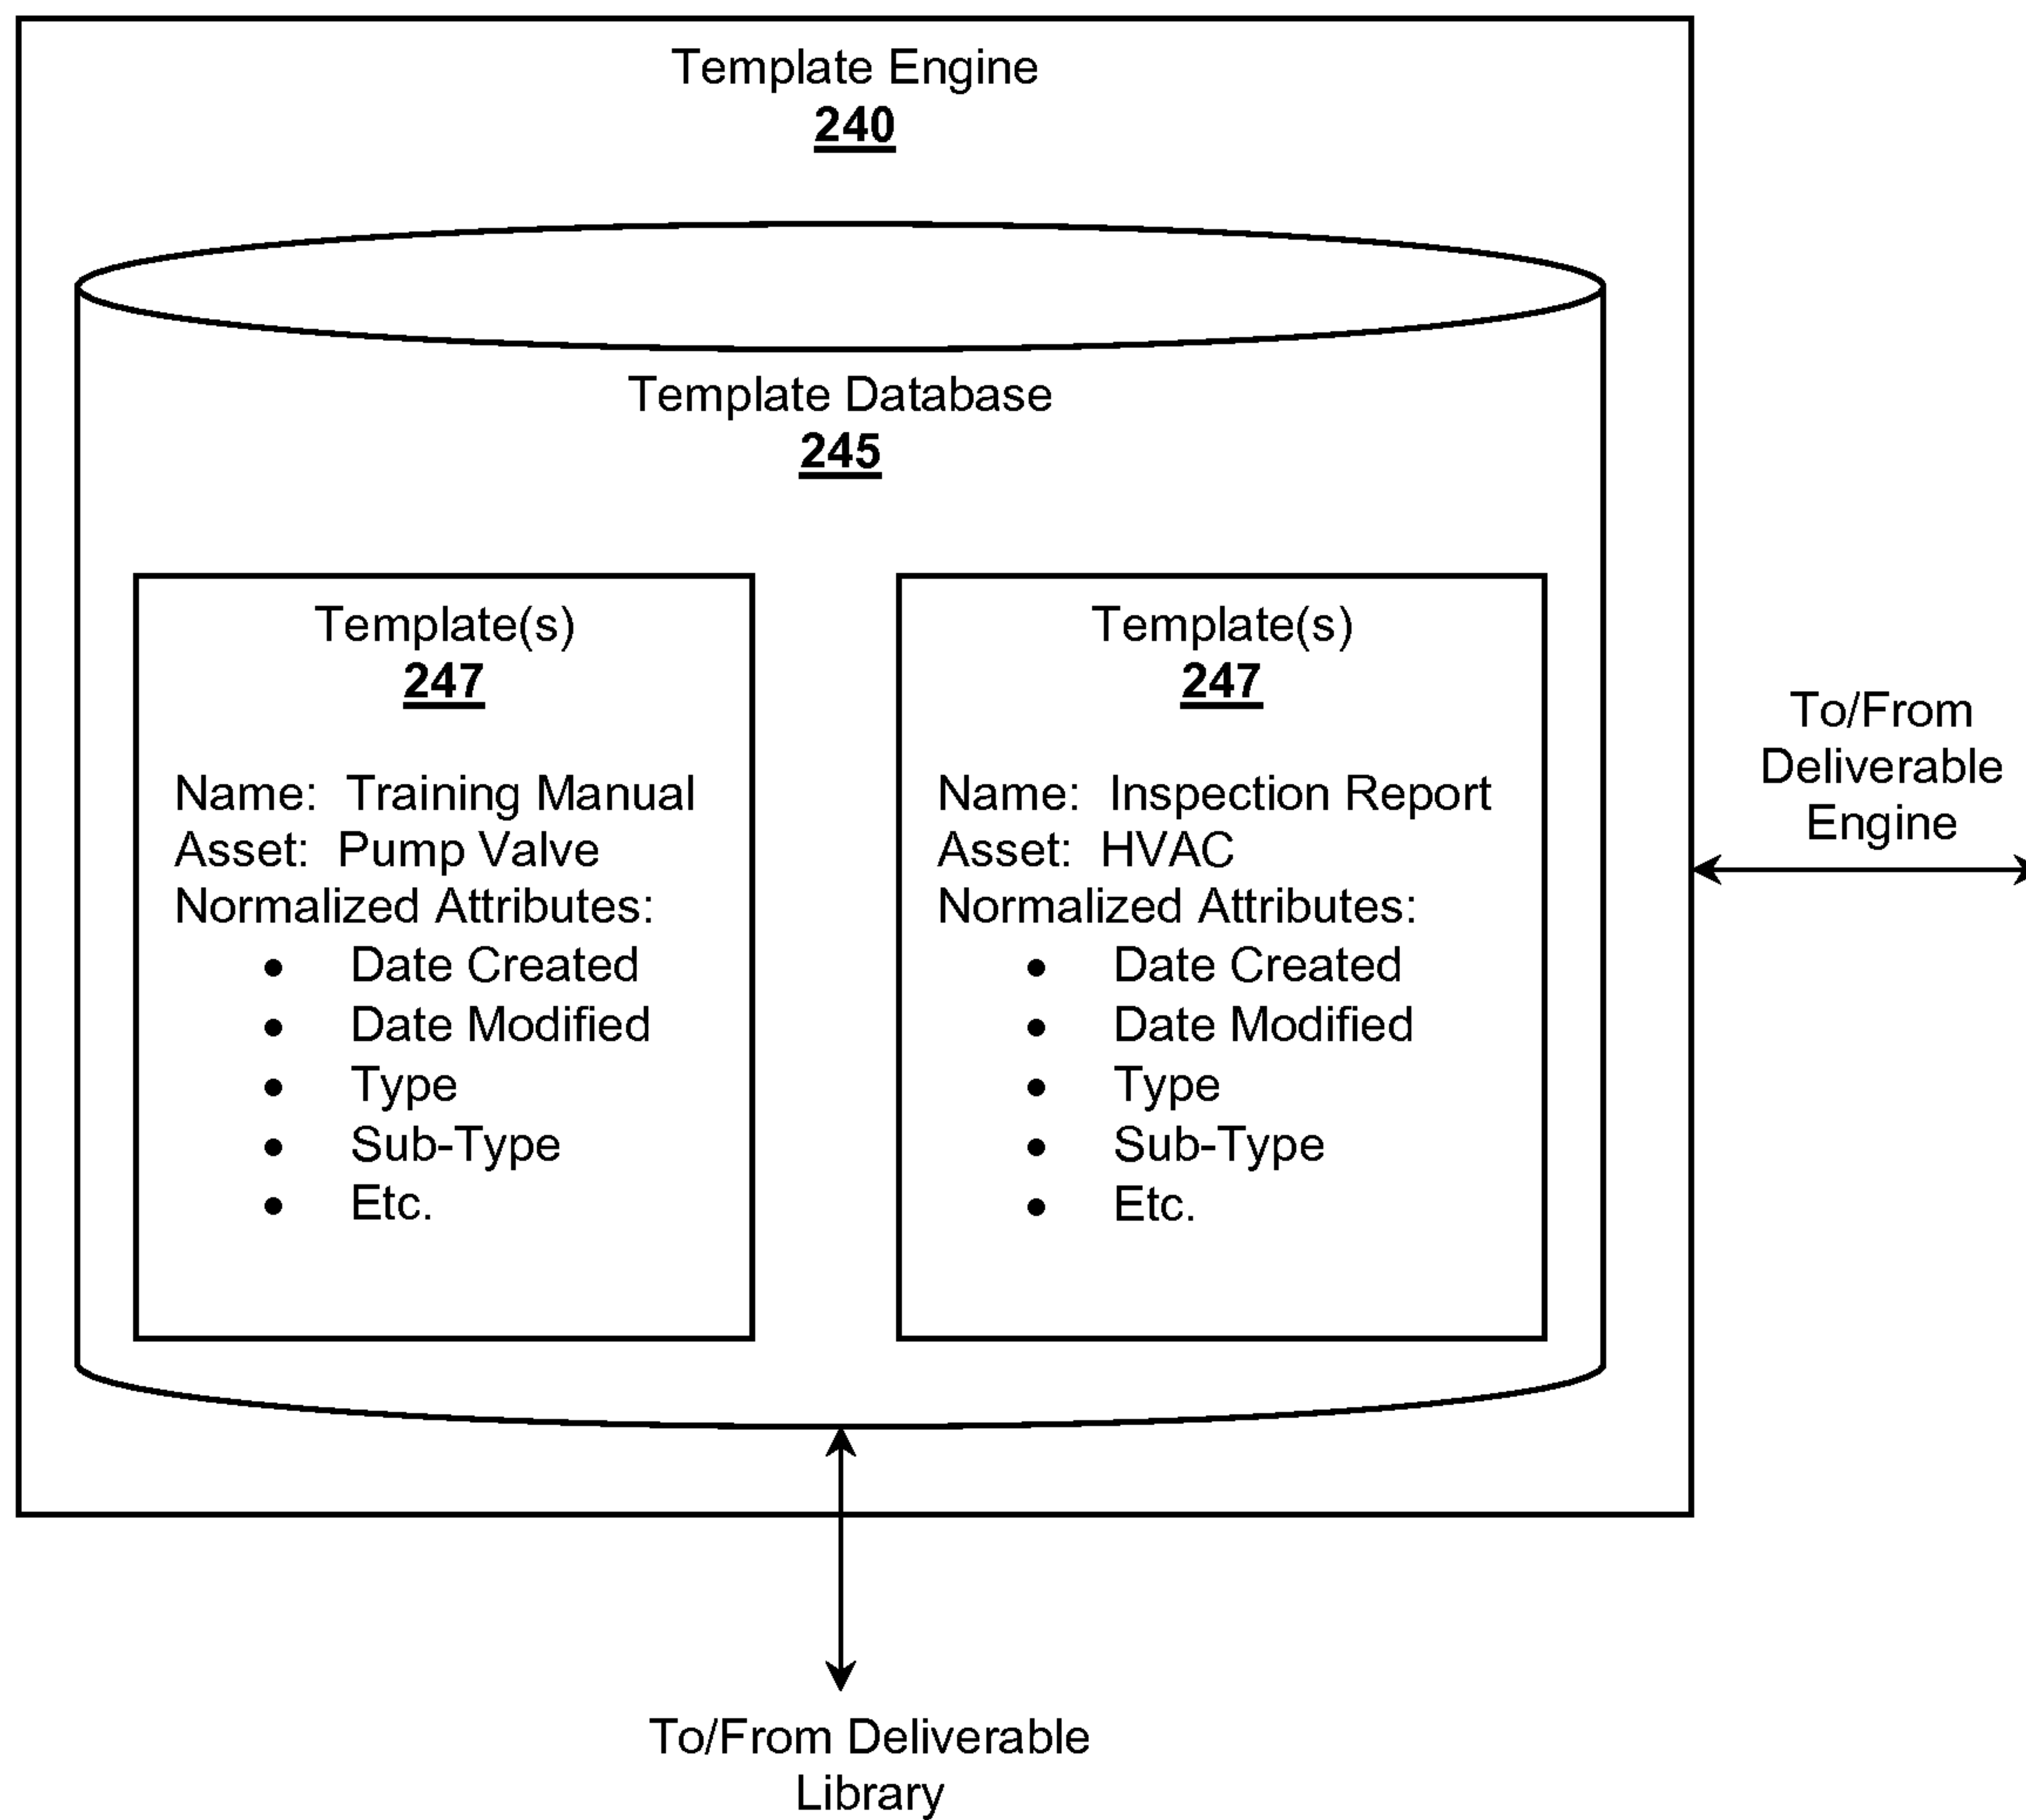 Template Engine
240
Template Database
245
Template(s)
247
Name: Training Manual
Asset: Pump Valve
Normalized Attributes:
• Date Created
• Date Modified
• Type
• Sub-Type
• Etc.
Template(s)
247
Name: Inspection Report
Asset: HVAC
Normalized Attributes:
• Date Created
• Date Modified
• Type
• Sub-Type
• Etc.
To/From
Deliverable
Engine
To/From Deliverable
Library